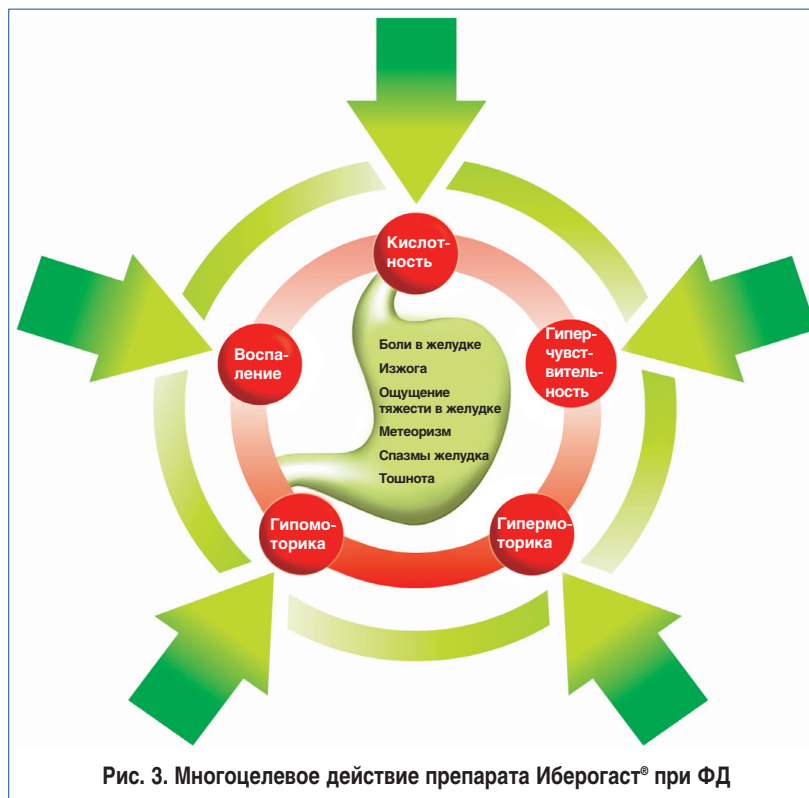 Кислот-
ность
Гипер-
чувст-
витель-
ность
Воспа-
ление
Боли в желудке
Изжога
Ощущение
тяжести в желудке
Метеоризм
Спазмы желудка
Тошнота
Гипомо-
торика
Гипермо-
торика
Рис. 3. Многоцелевое действие препарата Иберогаст® при ФД